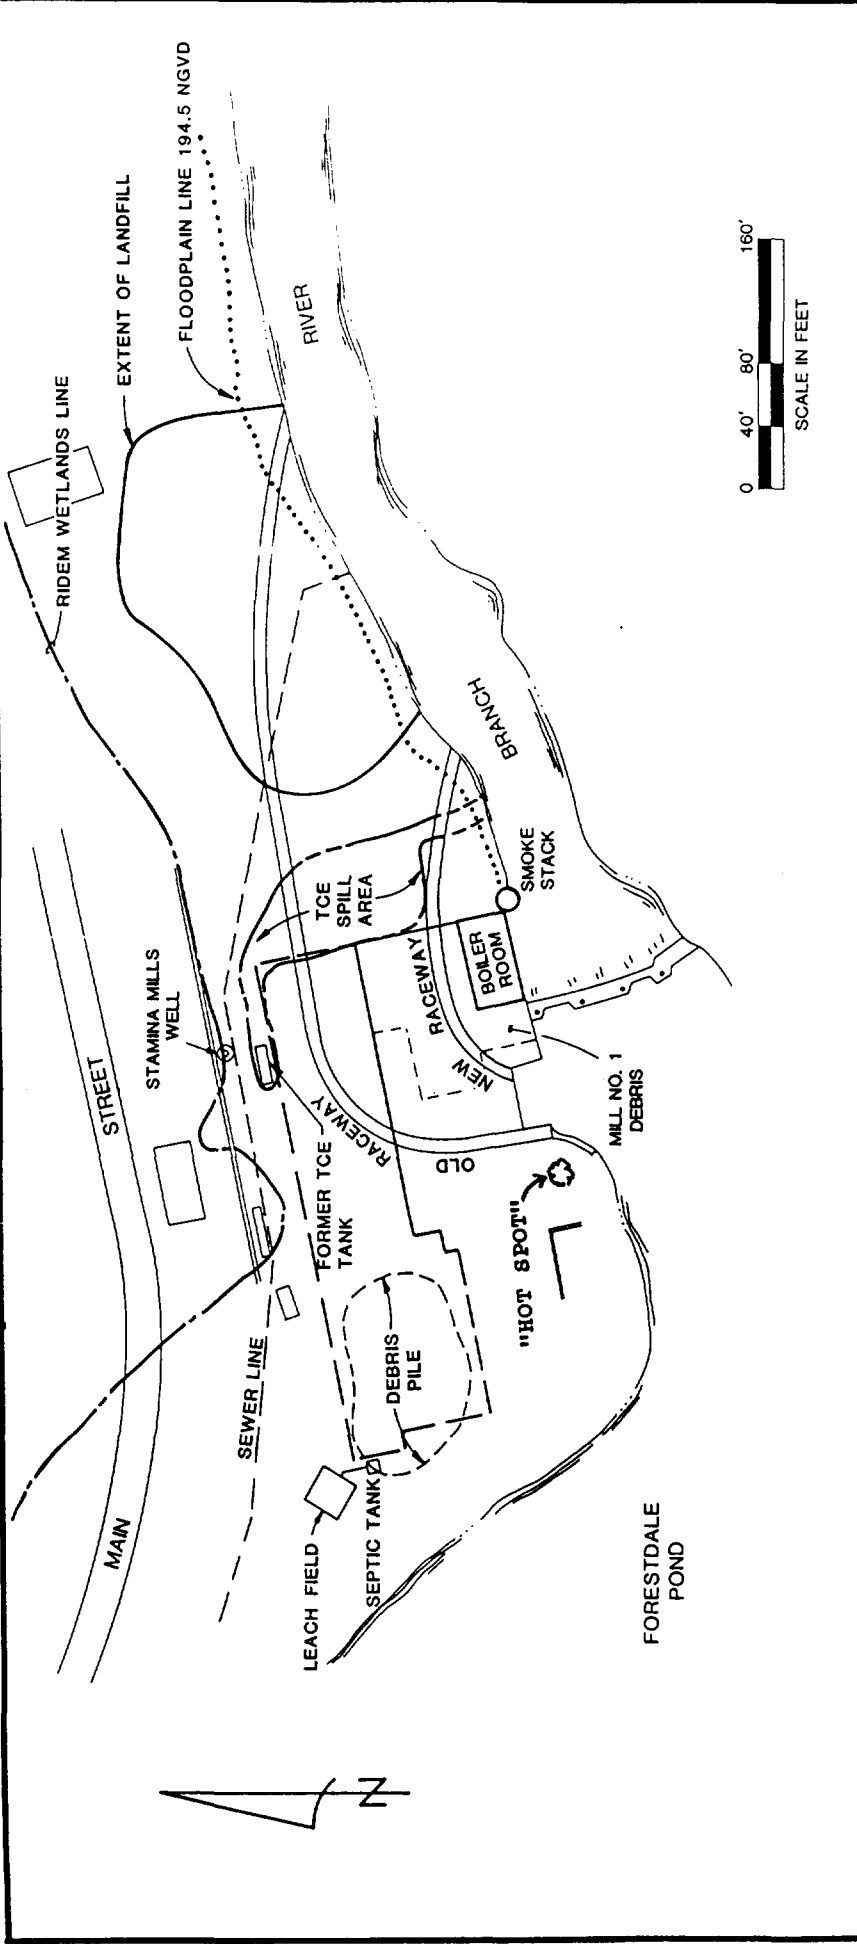 RIDEM WETLANDS LINE
EXTENT OF LANDFILL
FLOODPLAIN LINE 194.5 NGVD
RIVER
BRANCH
MAIN
STREET
STAMINA MILLS
WELL
TCE
SPILL
AREA
SMOKE
STACK
BOILER
ROOM
NEW
RACEWAY
OLD
RACEWAY
MILL NO. 1
DEBRIS
FORMER TCE
TANK
"HOT SPOT"
SEWER LINE
DEBRIS
PILE
LEACH FIELD
SEPTIC TANK
FORESTDALE
POND
N
0 40' 80' 160'
SCALE IN FEET